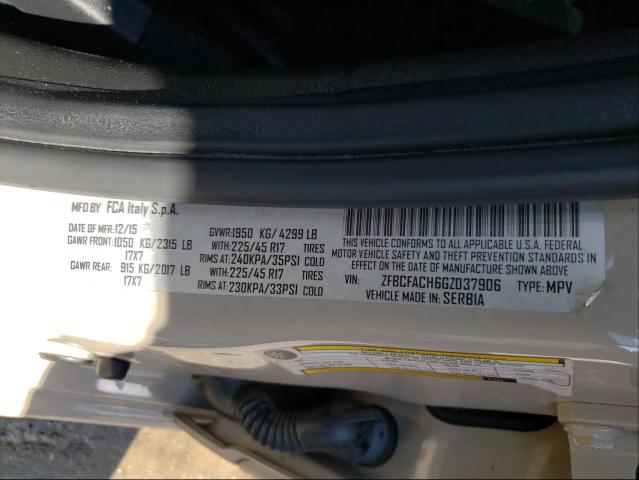 MFD BY FCA Italy S.p.A.
DATE OF MFR:12/15
GVWR:1950 KG/4299 LB
GAWR FRONT:1050 KG/2315 LB WITH:225/45 R17 TIRES
17X7 RIMS AT:240KPA/35PSI COLD
GAWR REAR: 915 KG/2017 LB WITH:225/45 R17 TIRES
17X7 RIMS AT:230KPA/33PSI COLD
THIS VEHICLE CONFORMS TO ALL APPLICABLE U.S.A. FEDERAL
MOTOR VEHICLE SAFETY, BUMPER, AND THEFT PREVENTION STANDARDS
IN EFFECT ON THE DATE OF MANUFACTURE SHOWN ABOVE.
VIN: ZFBCFACH6GZ037906 TYPE: MPV
VEHICLE MADE IN: SERBIA